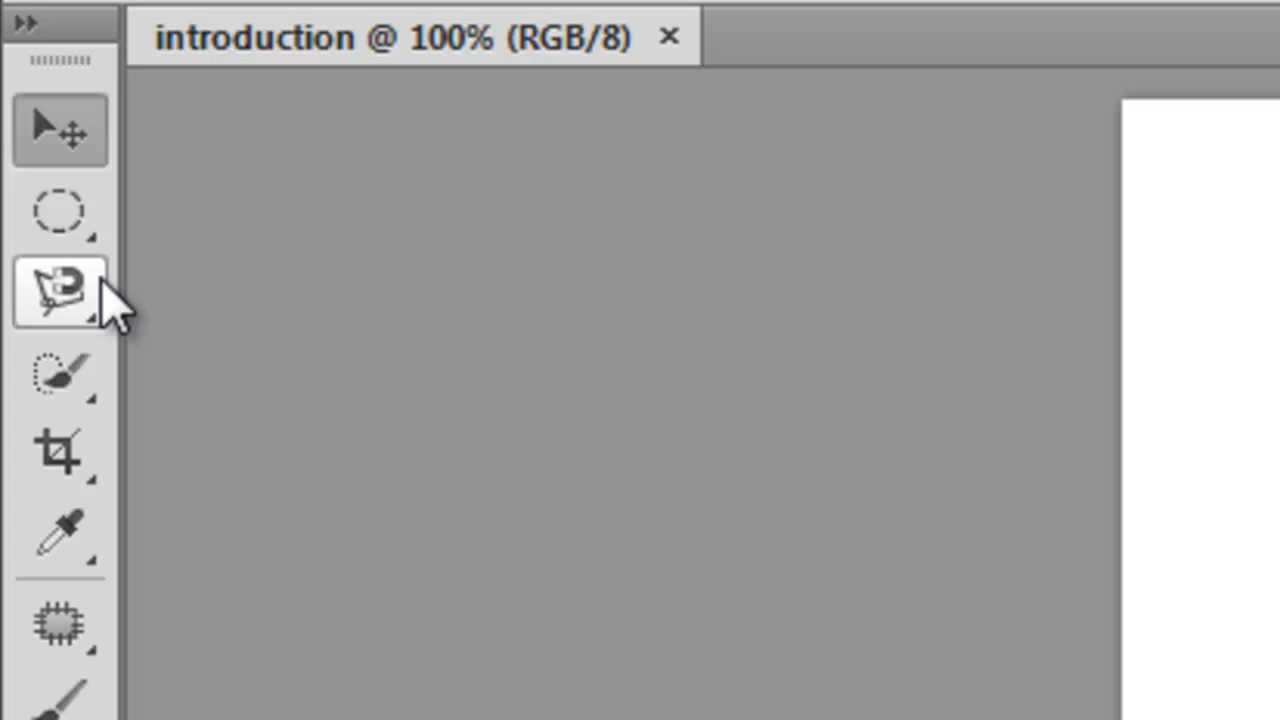 introduction @ 100% (RGB/8) ×